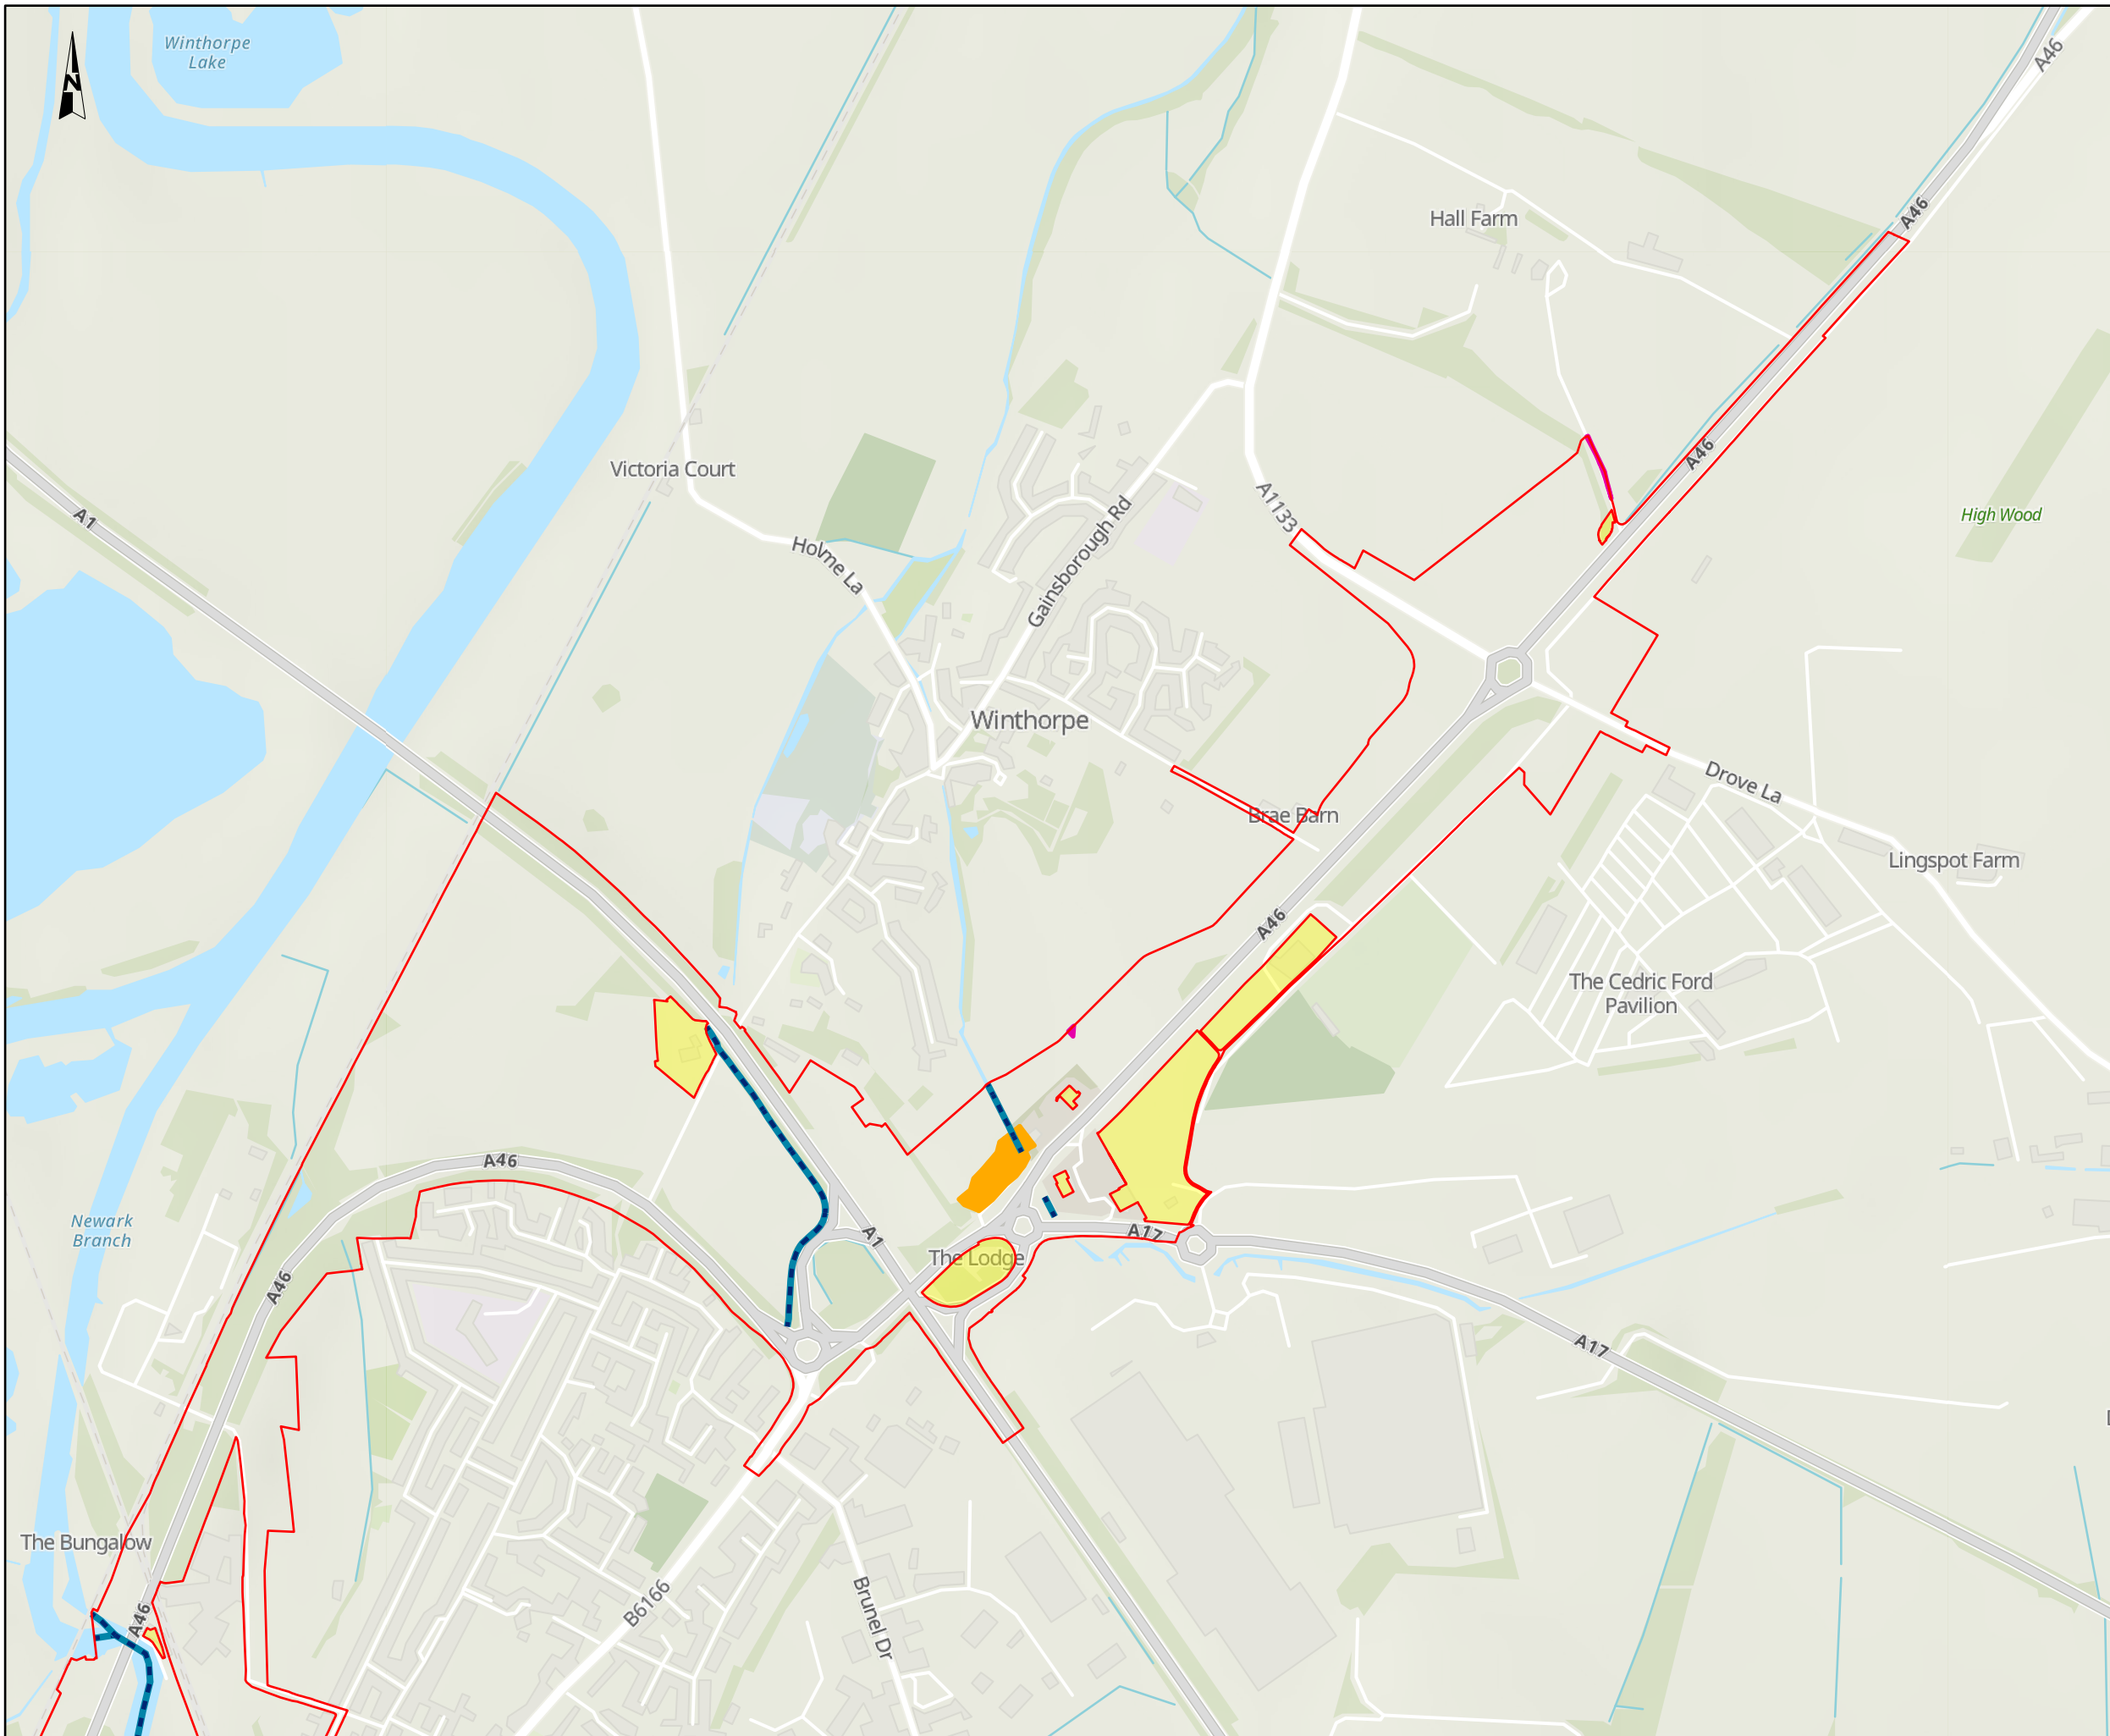 Winthorpe
Lake
N
A46
A46
Hall Farm
A46
Victoria Court
A1133
High Wood
A1
Holme La
Gainsborough Rd
Winthorpe
Drove La
Brae Barn
Lingspot Farm
A46
The Cedric Ford
Pavilion
A46
Newark
Branch
A1
A17
The Lodge
A46
A17
The Bungalow
A46
B6166
Brunel Dr